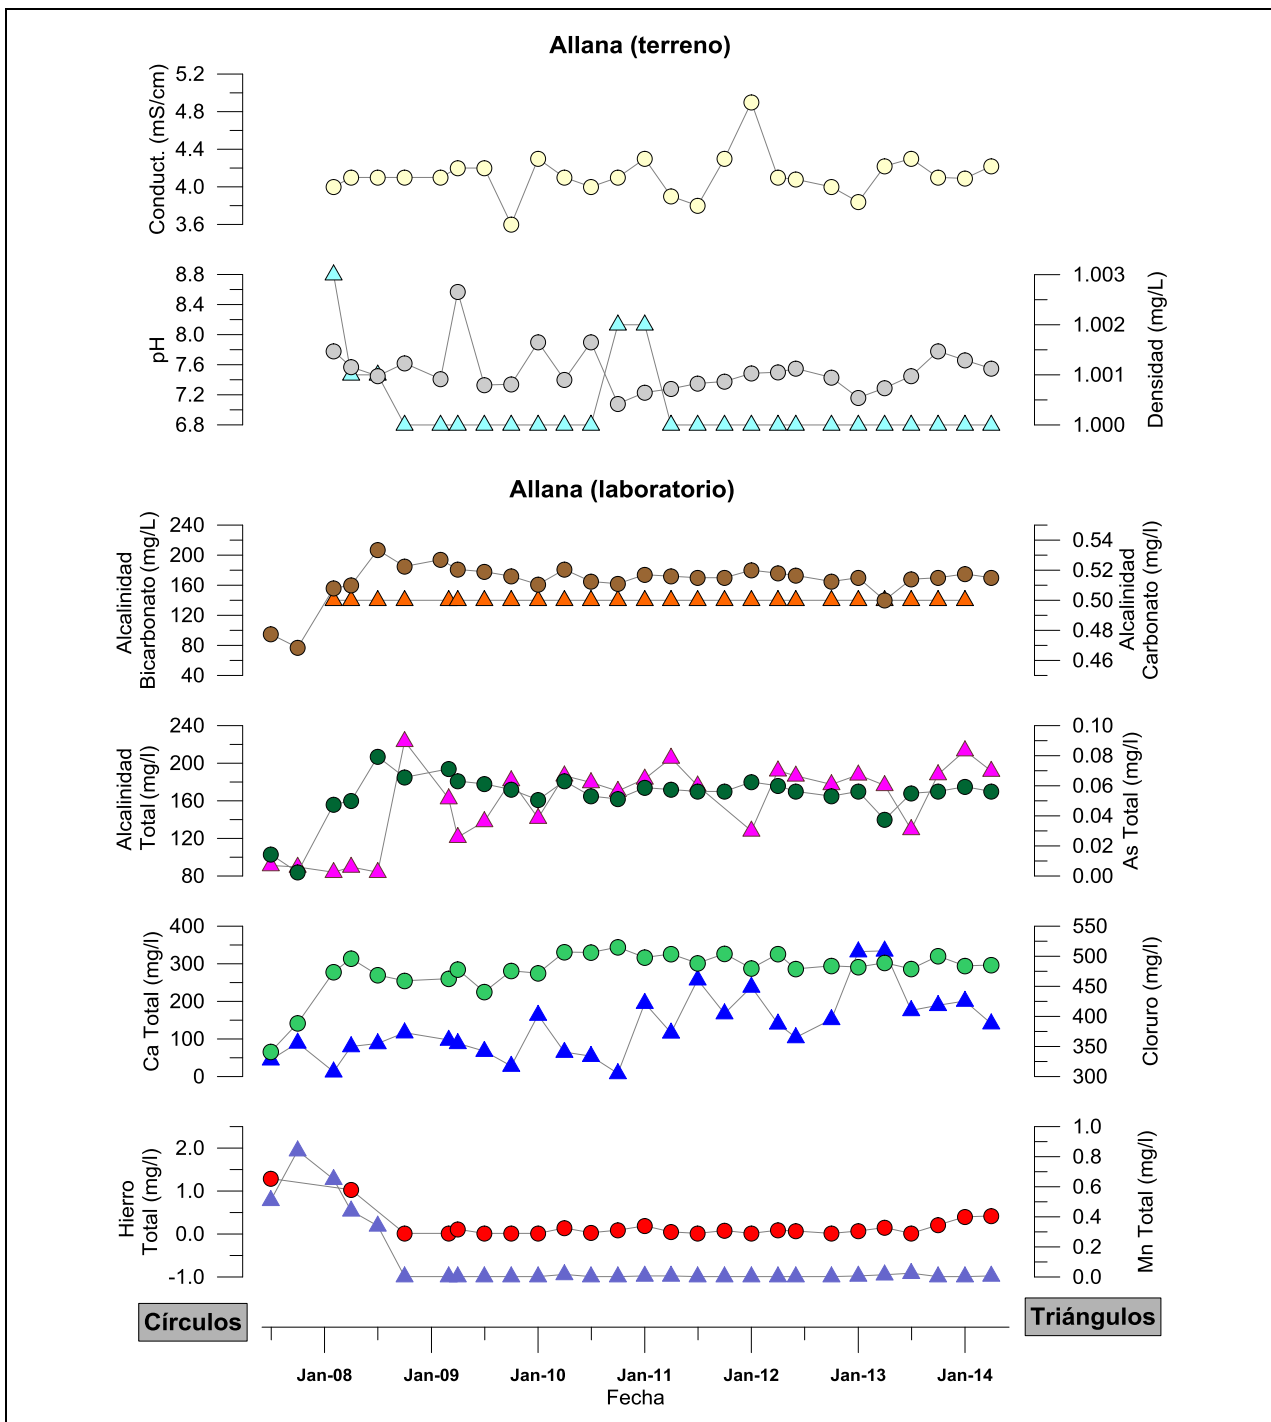 Allana (terreno)
Conduct. (mS/cm)
5.2
4.8
4.4
4.0
3.6
pH
8.8
8.4
8.0
7.6
7.2
6.8
1.003
1.002
1.001
1.000
Densidad (mg/L)
Allana (laboratorio)
Alcalinidad
Bicarbonato (mg/L)
240
200
160
120
80
40
0.54
0.52
0.50
0.48
0.46
Alcalinidad
Carbonato (mg/l)
Alcalinidad
Total (mg/l)
240
200
160
120
80
0.10
0.08
0.06
0.04
0.02
0.00
As Total (mg/l)
Ca Total (mg/l)
400
300
200
100
0
550
500
450
400
350
300
Cloruro (mg/l)
Hierro
Total (mg/l)
2.0
1.0
0.0
-1.0
1.0
0.8
0.6
0.4
0.2
0.0
Mn Total (mg/l)
Círculos
Triángulos
Jan-08 Jan-09 Jan-10 Jan-11 Jan-12 Jan-13 Jan-14
Fecha